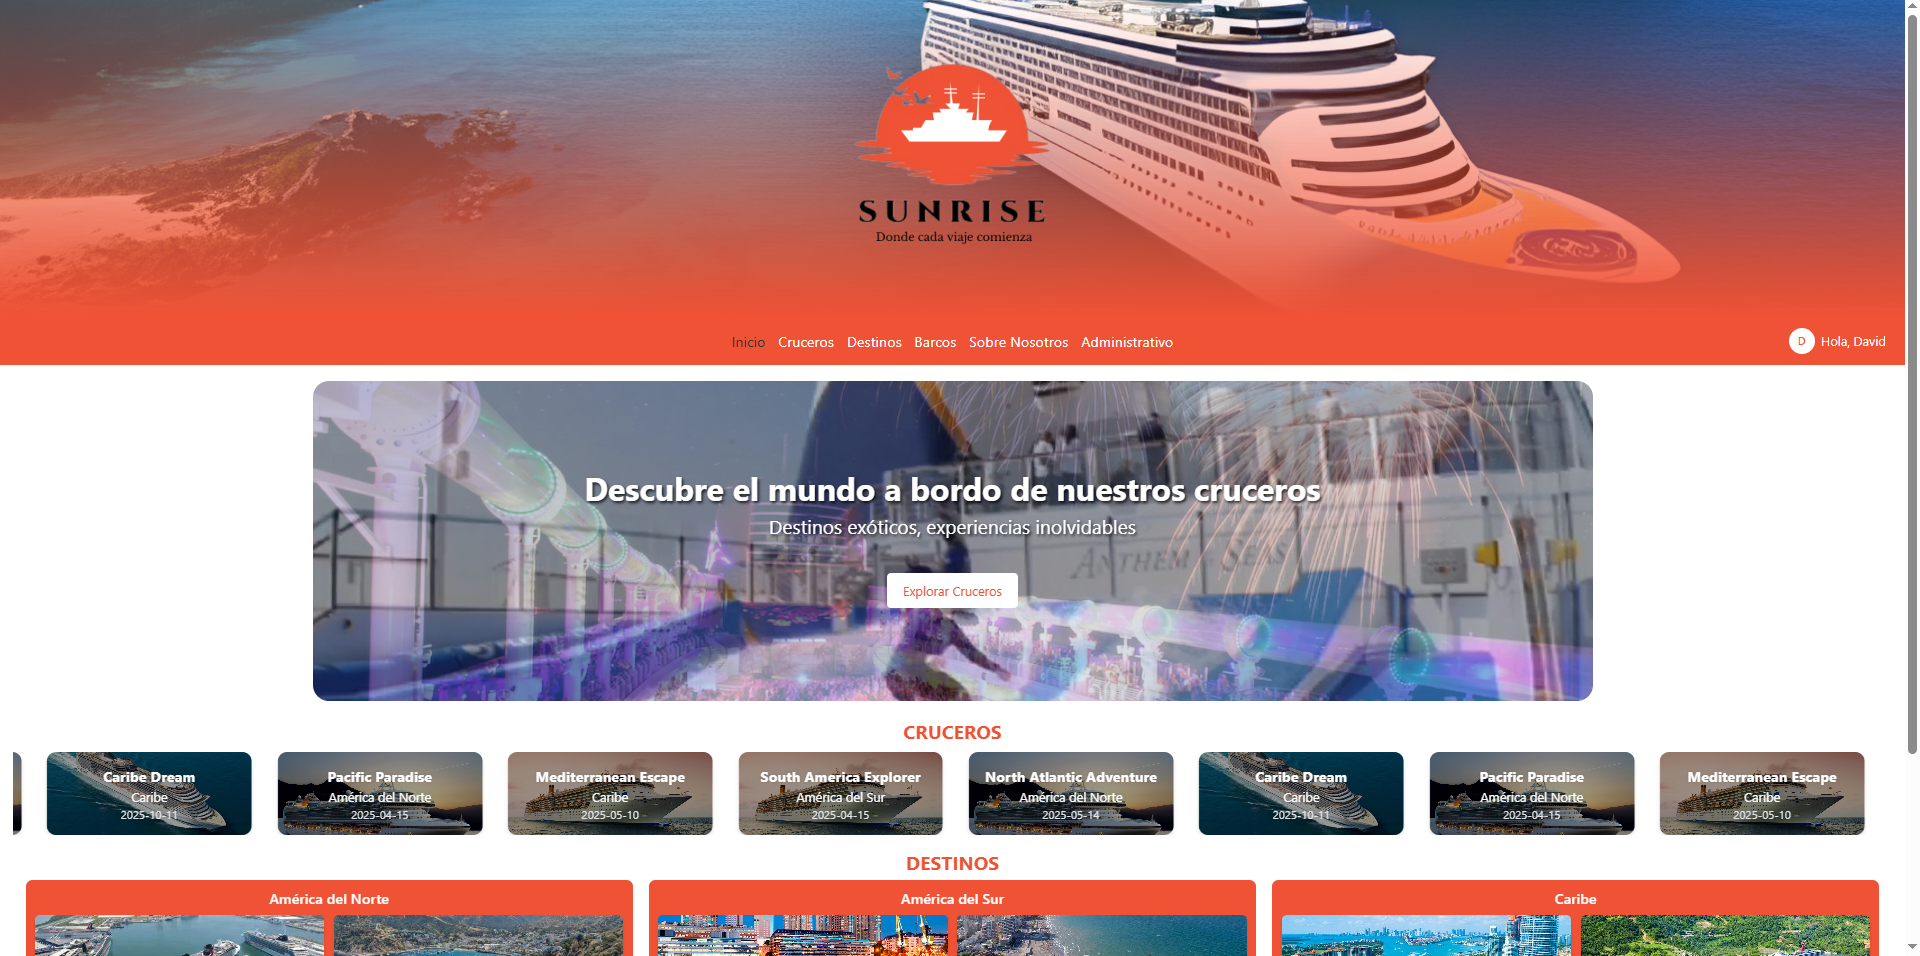 SUNRISE
Donde cada viaje comienza
Inicio Cruceros Destinos Barcos Sobre Nosotros Administrativo
D Hola, David
Descubre el mundo a bordo de nuestros cruceros
Destinos exóticos, experiencias inolvidables
ANTHEM OF THE SEAS
Explorar Cruceros
CRUCEROS
Caribe Dream
Caribe
2025-10-11
Pacific Paradise
América del Norte
2025-04-15
Mediterranean Escape
Caribe
2025-05-10
South America Explorer
América del Sur
2025-04-15
North Atlantic Adventure
América del Norte
2025-05-14
Caribe Dream
Caribe
2025-10-11
Pacific Paradise
América del Norte
2025-04-15
Mediterranean Escape
Caribe
2025-05-10
DESTINOS
América del Norte
América del Sur
Caribe